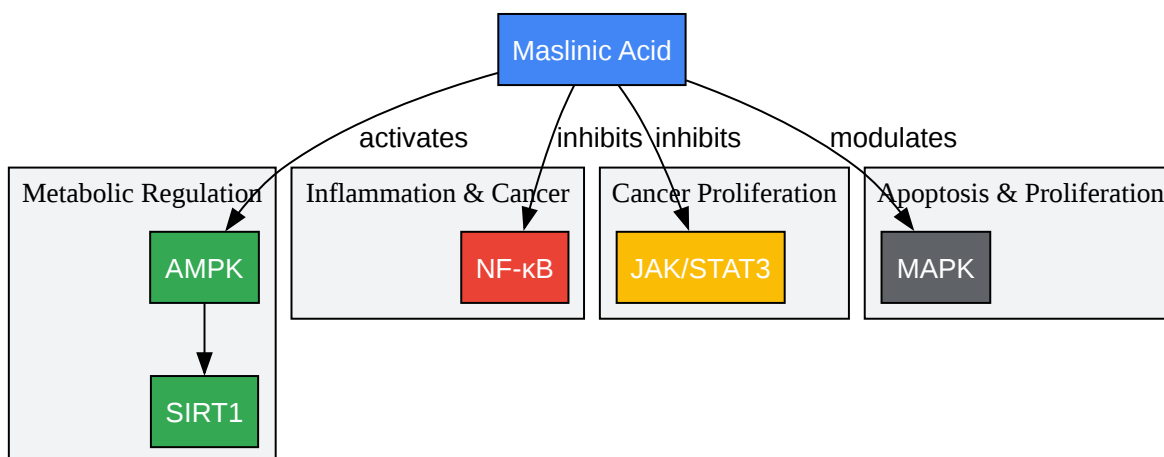 Maslinic Acid
activates
inhibits
inhibits
modulates
Metabolic Regulation
Inflammation & Cancer
Cancer Proliferation
Apoptosis & Proliferation
AMPK
NF-κB
JAK/STAT3
MAPK
SIRT1